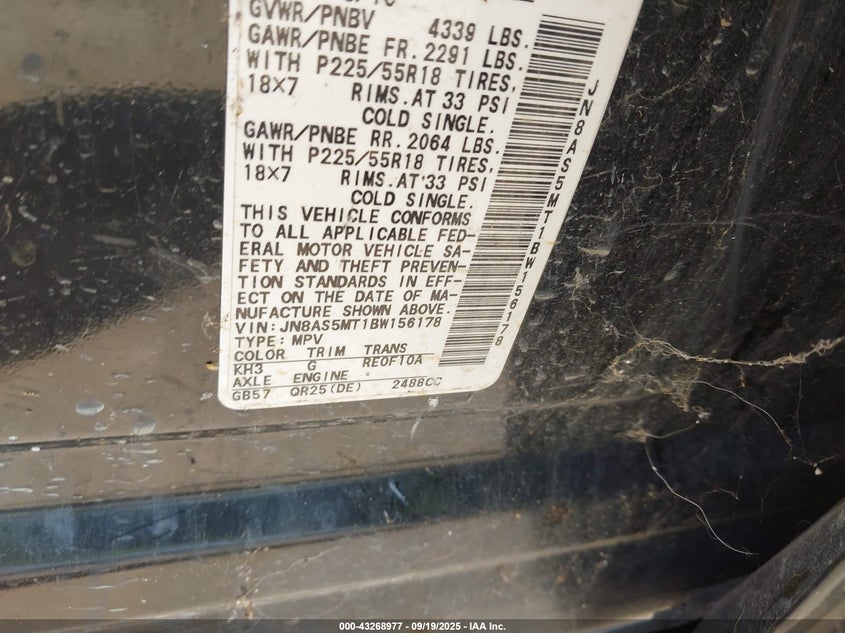 GVWR/PNBV 4339 LBS.
GAWR/PNBE FR. 2291 LBS.
WITH P225/55R18 TIRES,
18X7 RIMS. AT 33 PSI
COLD SINGLE.
GAWR/PNBE RR. 2064 LBS.
WITH P225/55R18 TIRES,
18X7 RIMS. AT 33 PSI
COLD SINGLE.
THIS VEHICLE CONFORMS
TO ALL APPLICABLE FED-
ERAL MOTOR VEHICLE SA-
FETY AND THEFT PREVEN-
TION STANDARDS IN EFF-
ECT ON THE DATE OF MA-
NUFACTURE SHOWN ABOVE.
VIN: JN8AS5MT1BW156178
TYPE: MPV
COLOR TRIM TRANS
KH3 G RE0F10A
AXLE ENGINE
GB57 QR25(DE) 2488CC
JN8AS5MT1BW156178
000-43268977 - 09/19/2025 - IAA Inc.